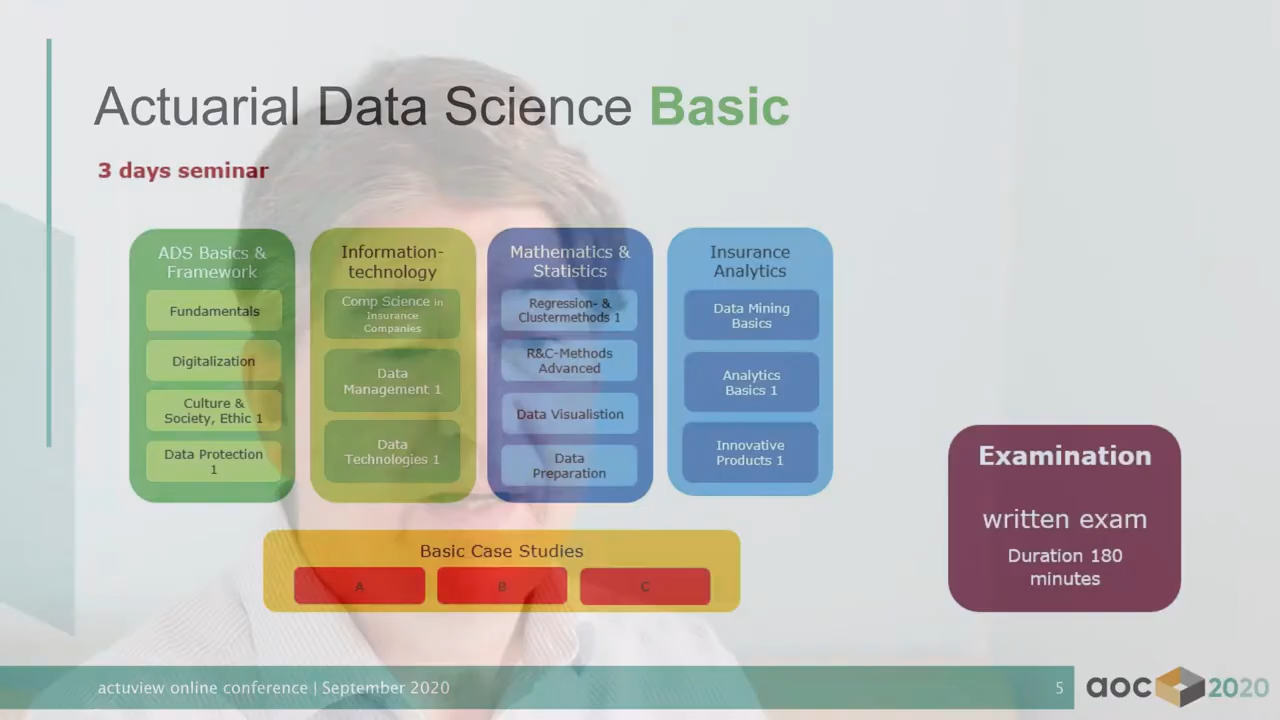 Actuarial Data Science Basic
3 days seminar
ADS Basics &
Framework
Fundamentals
Digitalization
Culture &
Society, Ethic 1
Data Protection
1
Information-
technology
Comp Science in
Insurance
Companies
Data
Management 1
Data
Technologies 1
Mathematics &
Statistics
Regression- &
Clustermethods 1
R&C-Methods
Advanced
Data Visualistion
Data
Preparation
Insurance
Analytics
Data Mining
Basics
Analytics
Basics 1
Innovative
Products 1
Basic Case Studies
A
B
C
Examination
written exam
Duration 180
minutes
actuview online conference | September 2020
5
aoc 2020